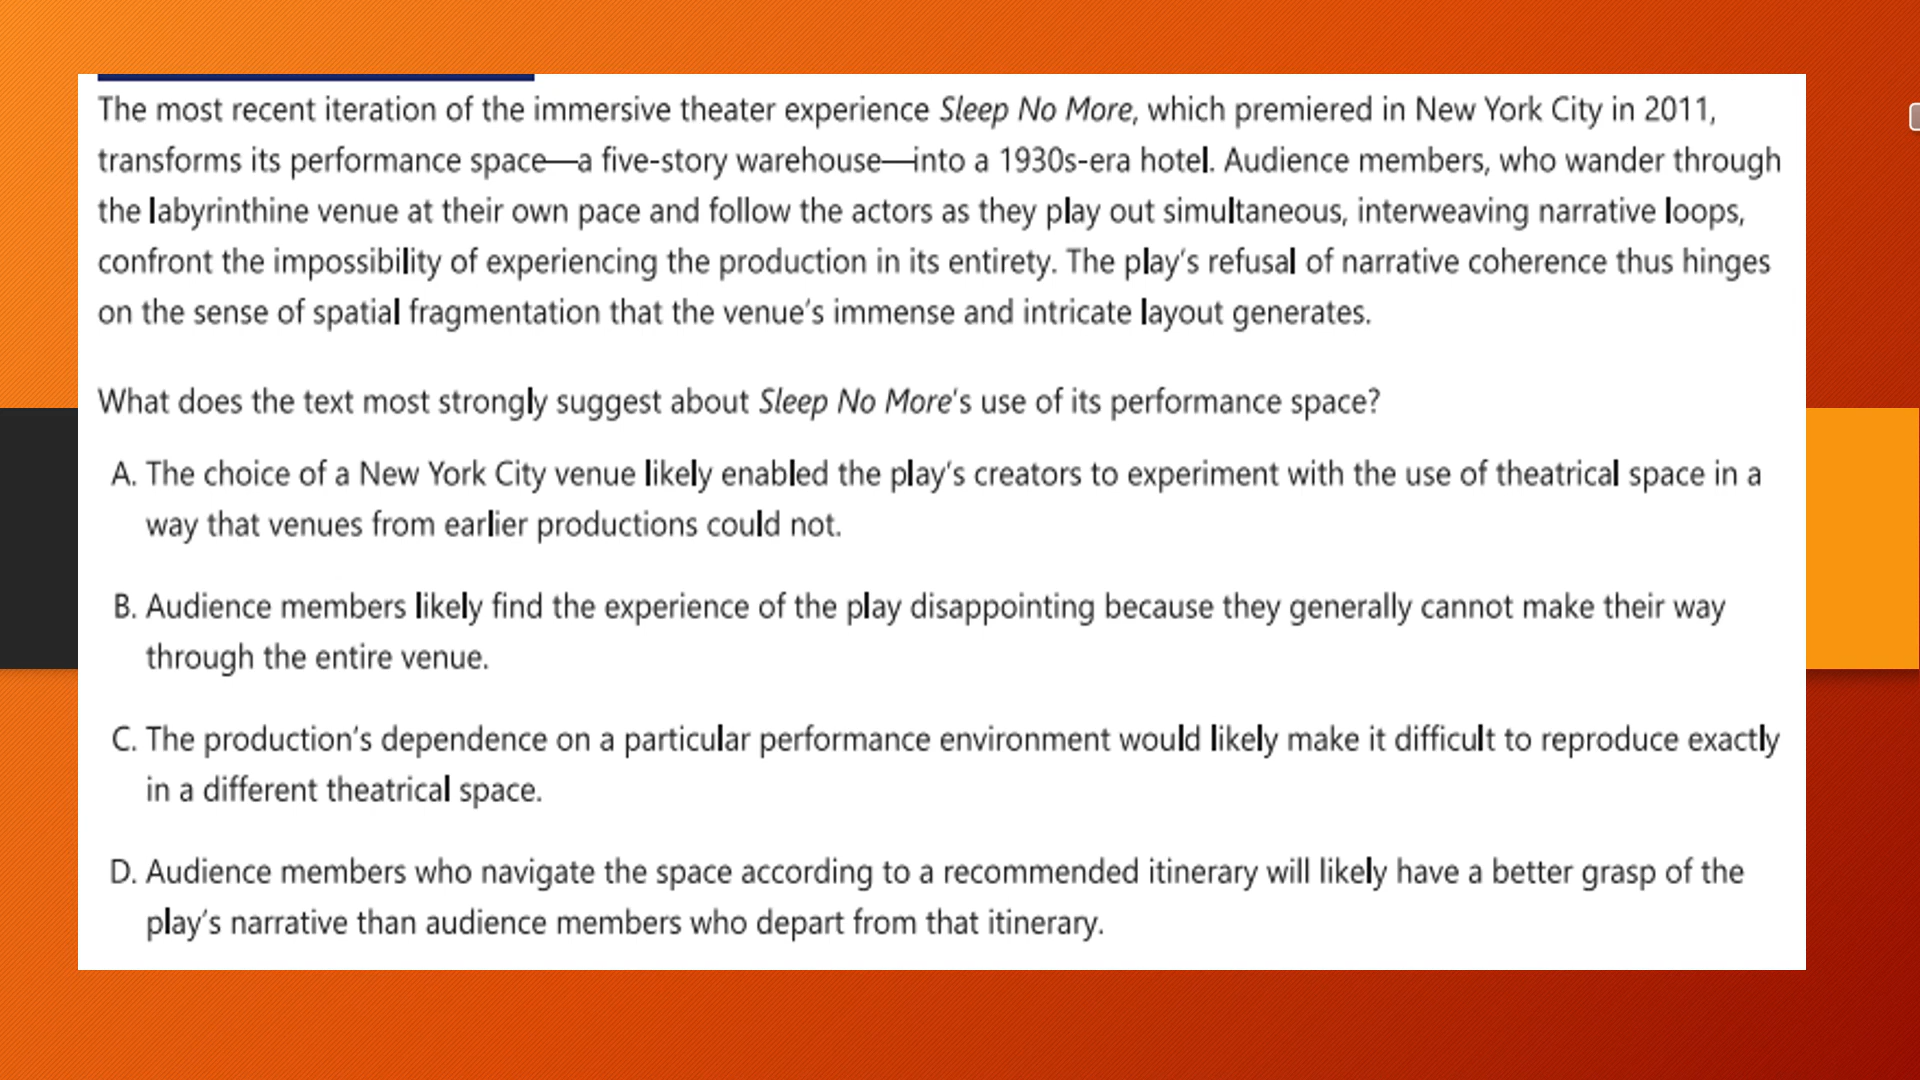 The most recent iteration of the immersive theater experience Sleep No More, which premiered in New York City in 2011,
transforms its performance space—a five-story warehouse—into a 1930s-era hotel. Audience members, who wander through
the labyrinthine venue at their own pace and follow the actors as they play out simultaneous, interweaving narrative loops,
confront the impossibility of experiencing the production in its entirety. The play's refusal of narrative coherence thus hinges
on the sense of spatial fragmentation that the venue's immense and intricate layout generates.
What does the text most strongly suggest about Sleep No More's use of its performance space?
A. The choice of a New York City venue likely enabled the play's creators to experiment with the use of theatrical space in a
way that venues from earlier productions could not.
B. Audience members likely find the experience of the play disappointing because they generally cannot make their way
through the entire venue.
C. The production's dependence on a particular performance environment would likely make it difficult to reproduce exactly
in a different theatrical space.
D. Audience members who navigate the space according to a recommended itinerary will likely have a better grasp of the
play's narrative than audience members who depart from that itinerary.